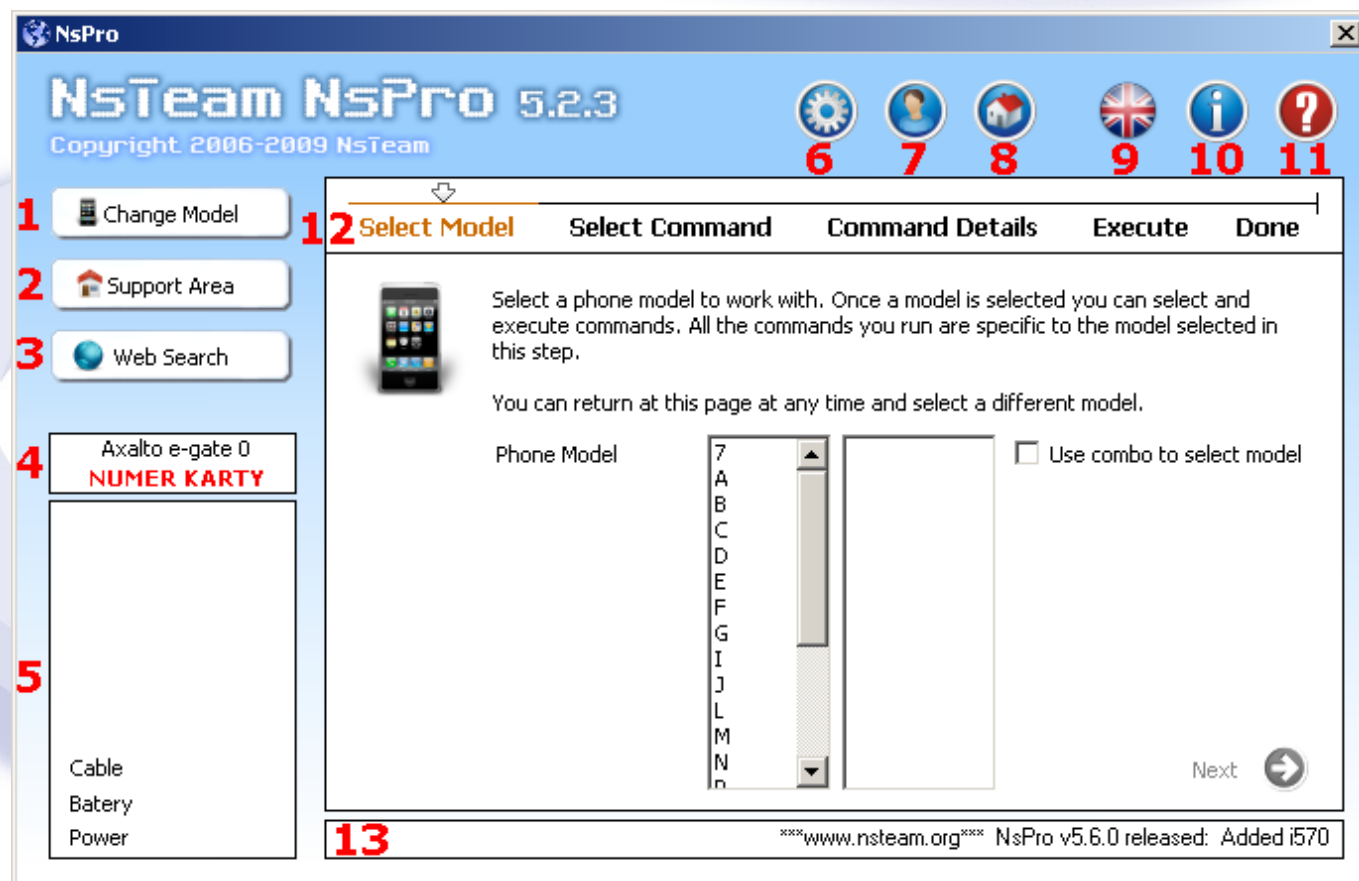 NsPro
NsTeam NsPro 5.2.3
Copyright 2006-2009 NsTeam
6 7 8 9 10 11
1 Change Model
2 Support Area
3 Web Search
4 Axalto e-gate 0
NUMER KARTY
5
Cable
Batery
Power
12 Select Model Select Command Command Details Execute Done
Select a phone model to work with. Once a model is selected you can select and
execute commands. All the commands you run are specific to the model selected in
this step.
You can return at this page at any time and select a different model.
Phone Model
7
A
B
C
D
E
F
G
I
J
L
M
N
Use combo to select model
Next
13 ***www.nsteam.org*** NsPro v5.6.0 released: Added i570